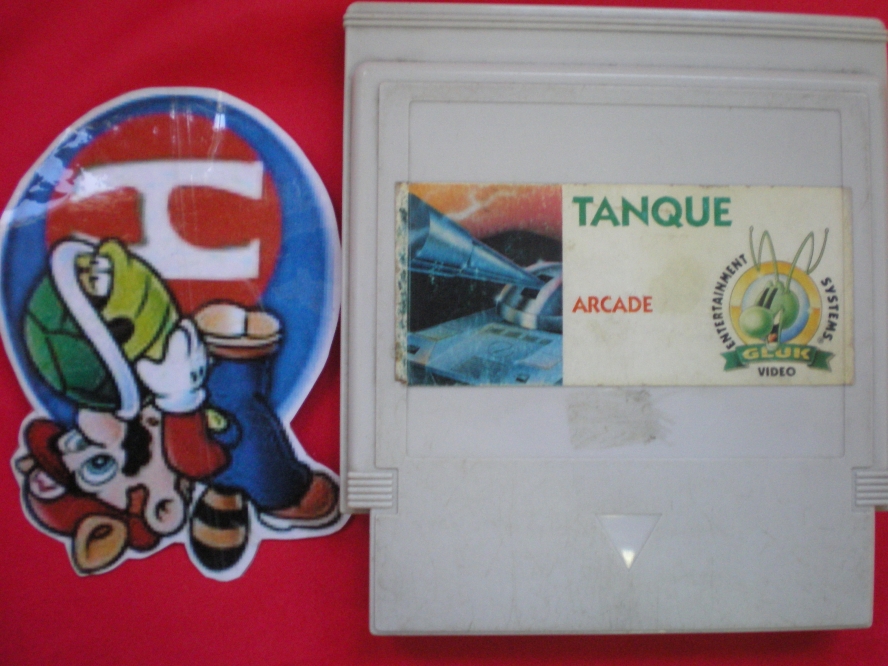 H
TANQUE
ARCADE
ENTERTAINMENT SYSTEMS
GLUK
VIDEO